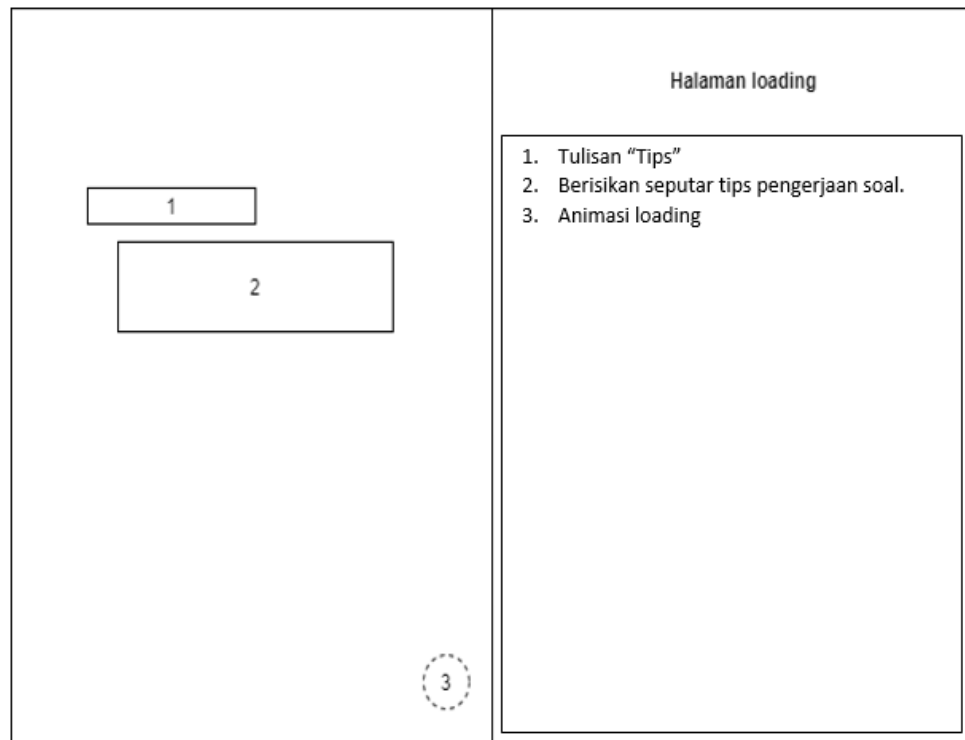 Halaman loading
1
2
3
1. Tulisan “Tips”
2. Berisikan seputar tips pengerjaan soal.
3. Animasi loading